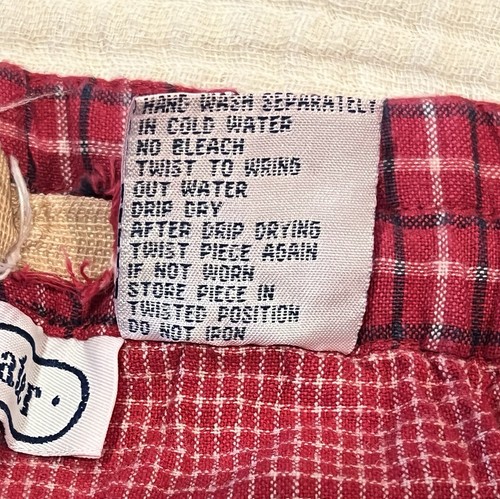 HAND WASH SEPARATELY
IN COLD WATER
NO BLEACH
TWIST TO WRING
OUT WATER
DRIP DRY
AFTER DRIP DRYING
TWIST PIECE AGAIN
IF NOT WORN
STORE PIECE IN
TWISTED POSITION
DO NOT IRON